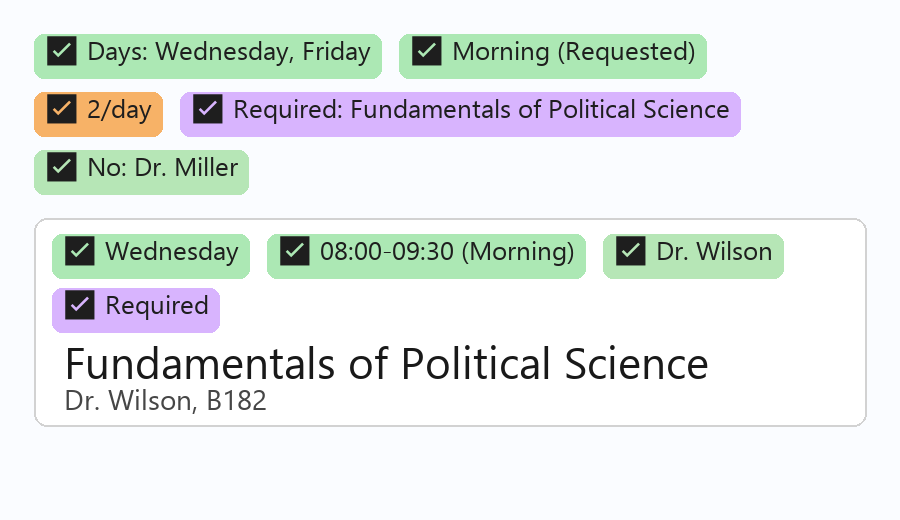 Days: Wednesday, Friday Morning (Requested)
2/day Required: Fundamentals of Political Science
No: Dr. Miller
Wednesday 08:00-09:30 (Morning) Dr. Wilson
Required
Fundamentals of Political Science
Dr. Wilson, B182